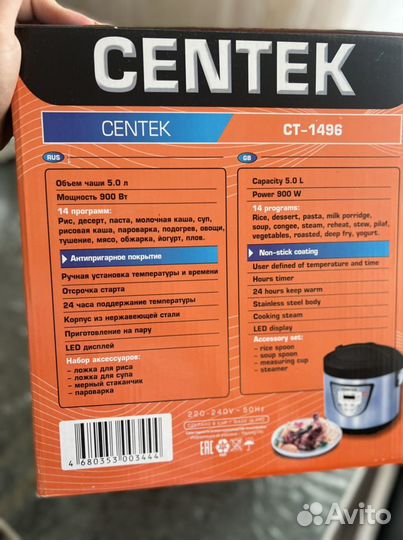 CENTEK
CENTEK
CT-1496
RUS
Объем чаши 5.0 л
Мощность 900 Вт
14 программ:
Рис, десерт, паста, молочная каша, суп,
рисовая каша, пароварка, подогрев, овощи,
тушение, мясо, обжарка, йогурт, плов.
Антипригарное покрытие
Ручная установка температуры и времени
Отсрочка старта
24 часа поддержание температуры
Корпус из нержавеющей стали
Приготовление на пару
LED дисплей
Набор аксессуаров:
- ложка для риса
- ложка для супа
- мерный стаканчик
- пароварка
GB
Capacity 5.0 L
Power 900 W
14 programs:
Rice, dessert, pasta, milk porridge,
soup, congee, steam, reheat, stew, pilaf,
vegetables, roasted, deep fry, yogurt.
Non-stick coating
User defined of temperature and time
Hours timer
24 hours keep warm
Stainless steel body
Cooking steam
LED display
Accessory set:
- rice spoon
- soup spoon
- measuring cup
- steamer
220-240V~50Hz
EAC
4 680353 003444
Avito